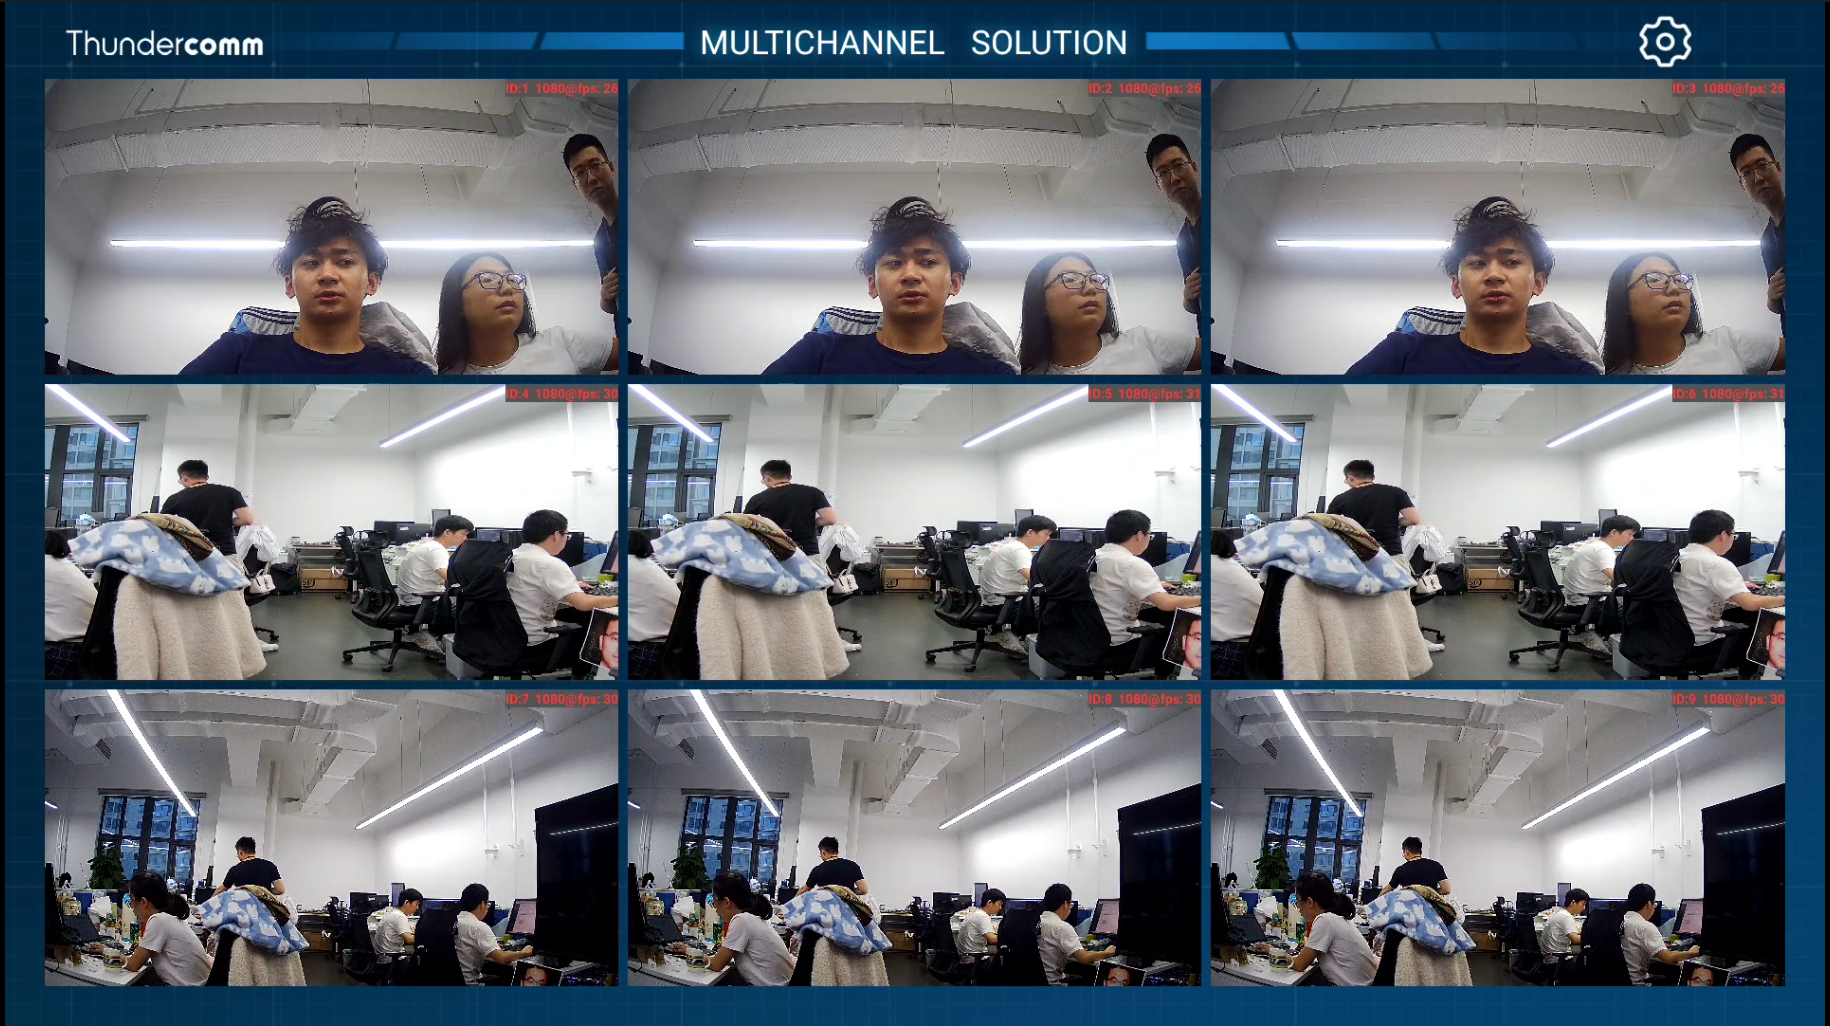 Thundercomm
MULTICHANNEL SOLUTION
ID:1 1080@fps: 26
ID:2 1080@fps: 26
ID:3 1080@fps: 26
ID:4 1080@fps: 30
ID:5 1080@fps: 31
ID:6 1080@fps: 31
ID:7 1080@fps: 30
ID:8 1080@fps: 30
ID:9 1080@fps: 30